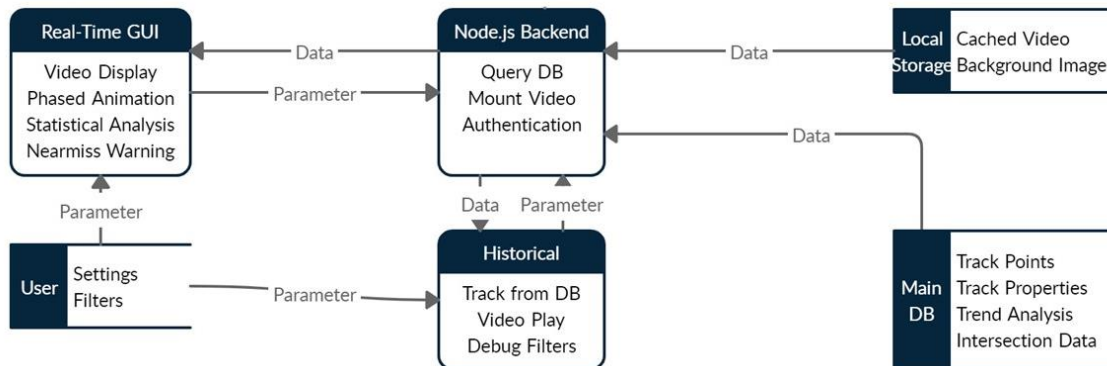 Real-Time GUI
Video Display
Phased Animation
Statistical Analysis
Nearmiss Warning
Data
Parameter
Node.js Backend
Query DB
Mount Video
Authentication
Data
Local
Storage
Cached Video
Background Image
Data
Parameter
Data
Parameter
User
Settings
Filters
Parameter
Historical
Track from DB
Video Play
Debug Filters
Main
DB
Track Points
Track Properties
Trend Analysis
Intersection Data